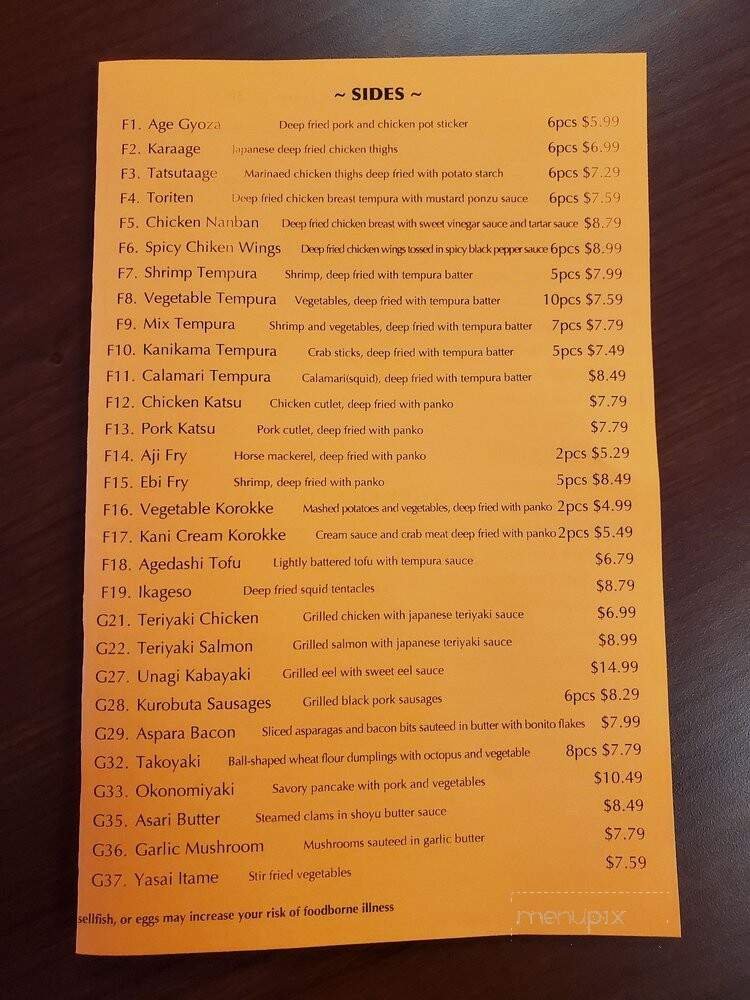 ~ SIDES ~
F1. Age Gyoza Deep fried pork and chicken pot sticker 6pcs $5.99
F2. Karaage Japanese deep fried chicken thighs 6pcs $6.99
F3. Tatsutaage Marinaed chicken thighs deep fried with potato starch 6pcs $7.29
F4. Toriten Deep fried chicken breast tempura with mustard ponzu sauce 6pcs $7.59
F5. Chicken Nanban Deep fried chicken breast with sweet vinegar sauce and tartar sauce $8.79
F6. Spicy Chiken Wings Deep fried chicken wings tossed in spicy black pepper sauce 6pcs $8.99
F7. Shrimp Tempura Shrimp, deep fried with tempura batter 5pcs $7.99
F8. Vegetable Tempura Vegetables, deep fried with tempura batter 10pcs $7.59
F9. Mix Tempura Shrimp and vegetables, deep fried with tempura batter 7pcs $7.79
F10. Kanikama Tempura Crab sticks, deep fried with tempura batter 5pcs $7.49
F11. Calamari Tempura Calamari(squid), deep fried with tempura batter $8.49
F12. Chicken Katsu Chicken cutlet, deep fried with panko $7.79
F13. Pork Katsu Pork cutlet, deep fried with panko $7.79
F14. Aji Fry Horse mackerel, deep fried with panko 2pcs $5.29
F15. Ebi Fry Shrimp, deep fried with panko 5pcs $8.49
F16. Vegetable Korokke Mashed potatoes and vegetables, deep fried with panko 2pcs $4.99
F17. Kani Cream Korokke Cream sauce and crab meat deep fried with panko 2pcs $5.49
F18. Agedashi Tofu Lightly battered tofu with tempura sauce $6.79
F19. Ikageso Deep fried squid tentacles $8.79
G21. Teriyaki Chicken Grilled chicken with japanese teriyaki sauce $6.99
G22. Teriyaki Salmon Grilled salmon with japanese teriyaki sauce $8.99
G27. Unagi Kabayaki Grilled eel with sweet eel sauce $14.99
G28. Kurobuta Sausages Grilled black pork sausages 6pcs $8.29
G29. Aspara Bacon Sliced asparagas and bacon bits sauteed in butter with bonito flakes $7.99
G32. Takoyaki Ball-shaped wheat flour dumplings with octopus and vegetable 8pcs $7.79
G33. Okonomiyaki Savory pancake with pork and vegetables $10.49
G35. Asari Butter Steamed clams in shoyu butter sauce $8.49
G36. Garlic Mushroom Mushrooms sauteed in garlic butter $7.79
G37. Yasai Itame Stir fried vegetables $7.59
sellfish, or eggs may increase your risk of foodborne illness
menupix